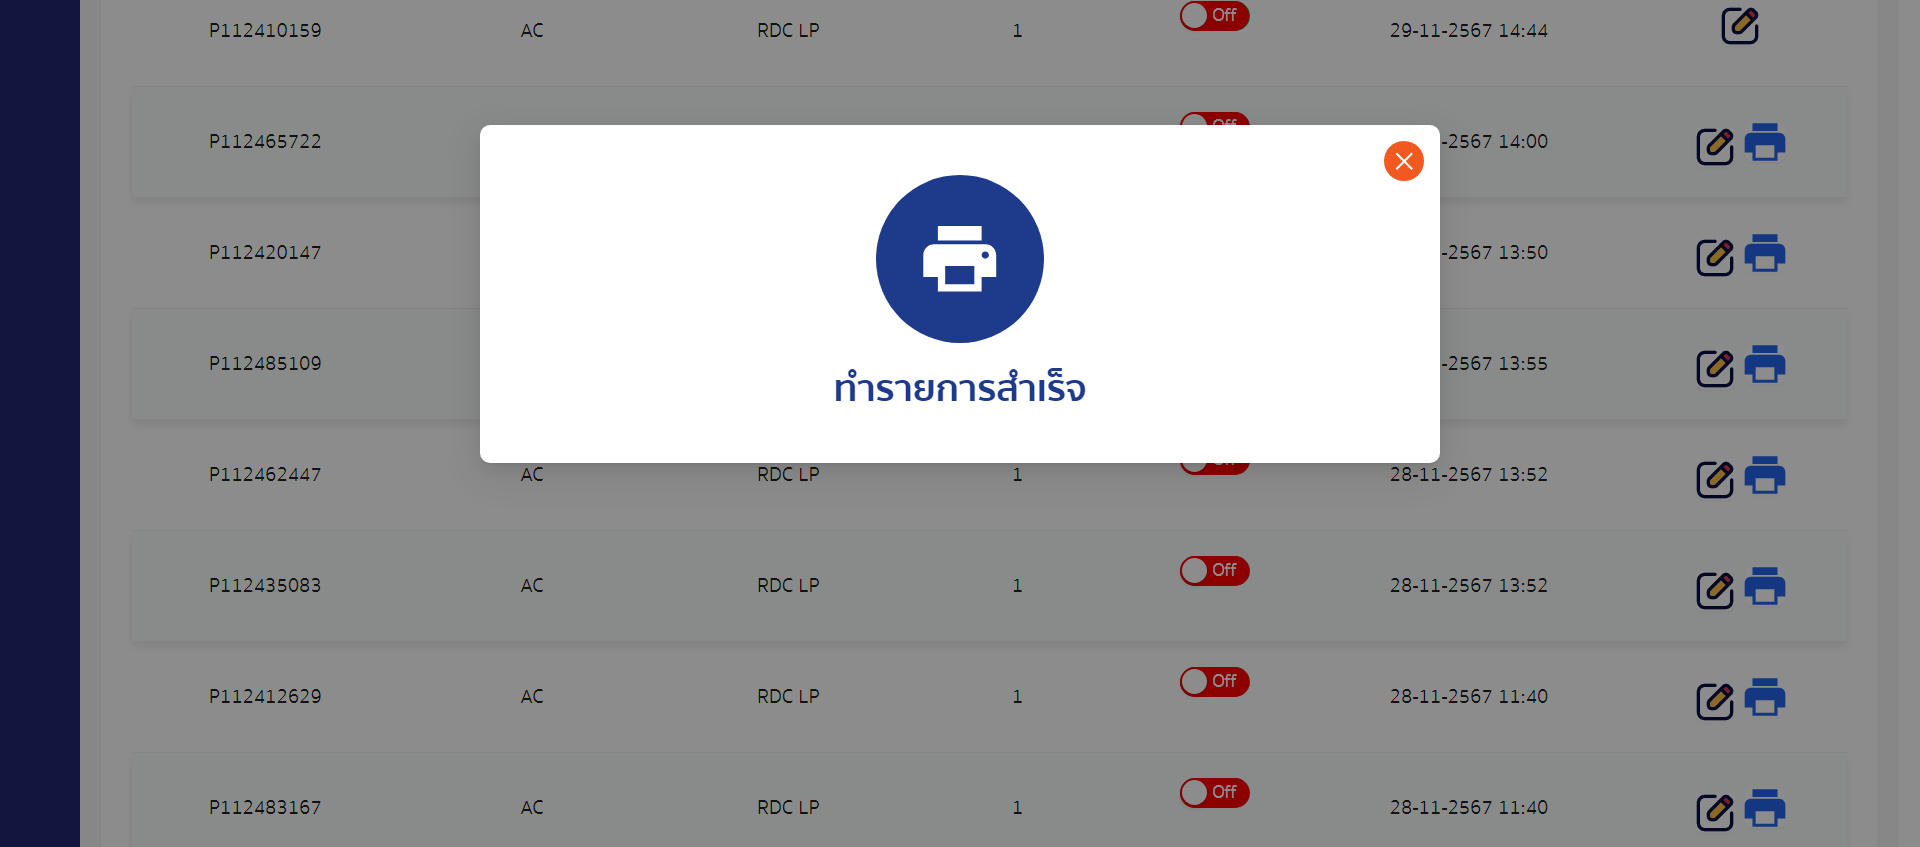 P112410159 AC RDC LP 1 Off 29-11-2567 14:44
P112465722 -2567 14:00
P112420147 -2567 13:50
P112485109 -2567 13:55
ทำรายการสำเร็จ
P112462447 AC RDC LP 1 28-11-2567 13:52
P112435083 AC RDC LP 1 Off 28-11-2567 13:52
P112412629 AC RDC LP 1 Off 28-11-2567 11:40
P112483167 AC RDC LP 1 Off 28-11-2567 11:40